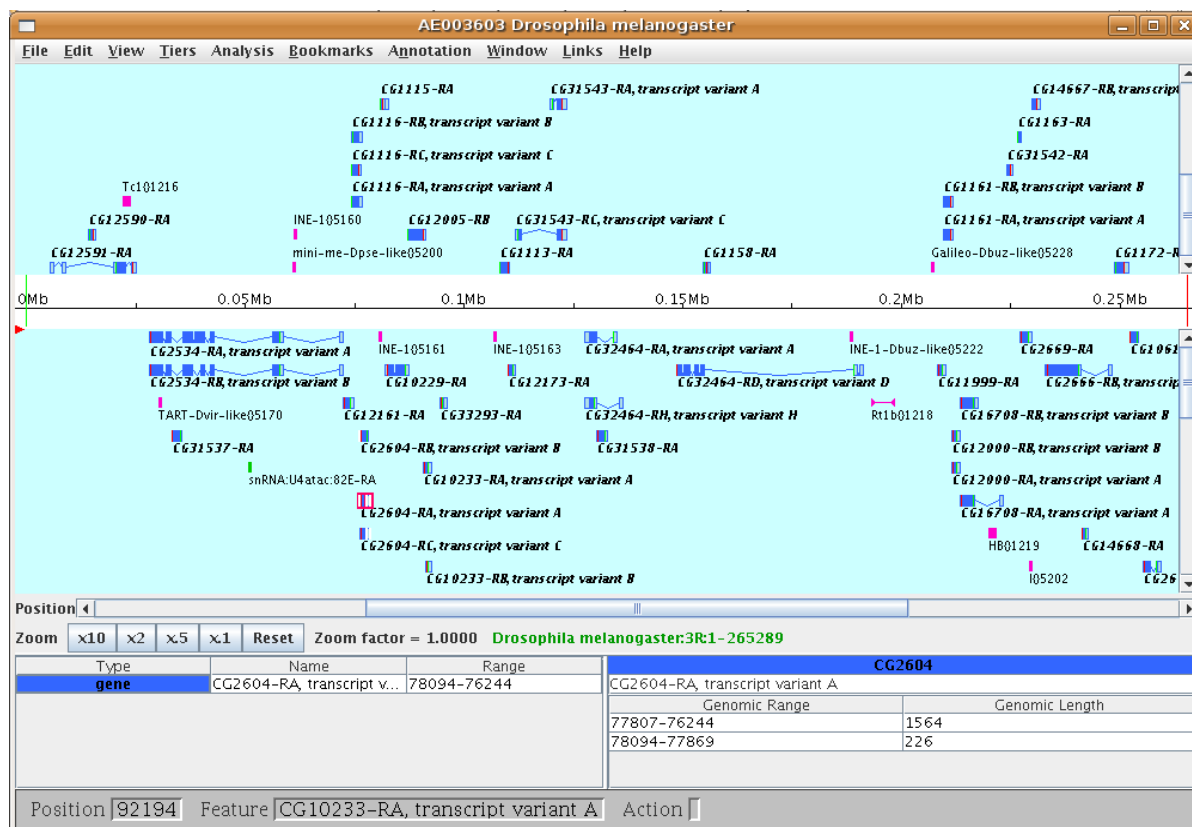 AE003603 Drosophila melanogaster
File Edit View Tiers Analysis Bookmarks Annotation Window Links Help
CG1115-RA CG31543-RA, transcript variant A CG14667-RB, transcript
CG1116-RB, transcript variant B CG1163-RA
CG1116-RC, transcript variant C CG31542-RA
Tc1{}1216 CG1116-RA, transcript variant A CG1161-RB, transcript variant B
CG12590-RA INE-1{}5160 CG12005-RB CG31543-RC, transcript variant C CG1161-RA, transcript variant A
CG12591-RA mini-me-Dpse-like{}5200 CG1113-RA CG1158-RA Galileo-Dbuz-like{}5228 CG1172-R
0Mb 0.05Mb 0.1Mb 0.15Mb 0.2Mb 0.25Mb
CG2534-RA, transcript variant A INE-1{}5161 INE-1{}5163 CG32464-RA, transcript variant A INE-1-Dbuz-like{}5222 CG2669-RA CG1061
CG2534-RB, transcript variant B CG10229-RA CG12173-RA CG32464-RD, transcript variant D CG11999-RA CG2666-RB, transcrip
TART-Dvir-like{}5170 CG12161-RA CG33293-RA CG32464-RH, transcript variant H Rt1b{}1218 CG16708-RB, transcript variant B
CG31537-RA CG2604-RB, transcript variant B CG31538-RA CG12000-RB, transcript variant B
snRNA:U4atac:82E-RA CG10233-RA, transcript variant A CG12000-RA, transcript variant A
CG2604-RA, transcript variant A CG16708-RA, transcript variant A
CG2604-RC, transcript variant C HB{}1219 CG14668-RA
CG10233-RB, transcript variant B I{}5202 CG26
Position
Zoom x10 x2 x.5 x.1 Reset Zoom factor = 1.0000 Drosophila melanogaster:3R:1-265289
Type Name Range CG2604
gene CG2604-RA, transcript v... 78094-76244 CG2604-RA, transcript variant A
Genomic Range Genomic Length
77807-76244 1564
78094-77869 226
Position 92194 Feature CG10233-RA, transcript variant A Action